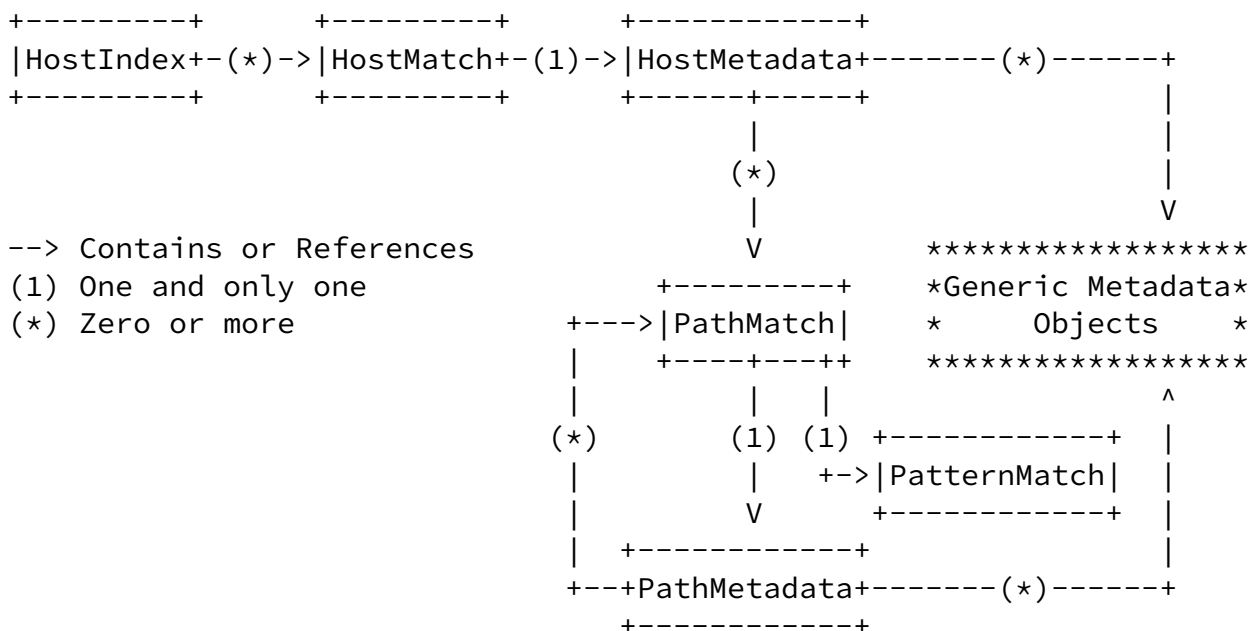 +---------+      +---------+       +------------+
|HostIndex+-(*)->|HostMatch+-(1)->|HostMetadata+-------(*)------+
+---------+      +---------+       +------+-----+                |
                                          |                      |
                                         (*)                     |
                                          |                      V
--> Contains or References                V             ******************
(1) One and only one                 +---------+     *Generic Metadata*
(*) Zero or more               +--->|PathMatch|     *     Objects    *
                               |     +----+---++     ******************
                               |          |   |                  ^
                              (*)        (1) (1) +------------+  |
                               |          |   +->|PatternMatch|  |
                               |          V      +------------+  |
                               |  +------------+                 |
                               +--+PathMetadata+-------(*)------+
                                  +------------+